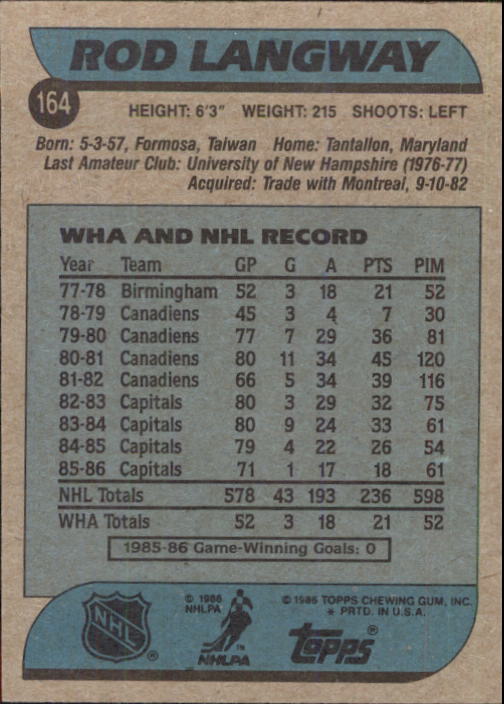 ROD LANGWAY
164
HEIGHT: 6'3" WEIGHT: 215 SHOOTS: LEFT
Born: 5-3-57, Formosa, Taiwan Home: Tantallon, Maryland
Last Amateur Club: University of New Hampshire (1976-77)
Acquired: Trade with Montreal, 9-10-82
WHA AND NHL RECORD
Year Team GP G A PTS PIM
77-78 Birmingham 52 3 18 21 52
78-79 Canadiens 45 3 4 7 30
79-80 Canadiens 77 7 29 36 81
80-81 Canadiens 80 11 34 45 120
81-82 Canadiens 66 5 34 39 116
82-83 Capitals 80 3 29 32 75
83-84 Capitals 80 9 24 33 61
84-85 Capitals 79 4 22 26 54
85-86 Capitals 71 1 17 18 61
NHL Totals 578 43 193 236 598
WHA Totals 52 3 18 21 52
1985-86 Game-Winning Goals: 0
NHL ®
© 1986
NHLPA
™
NHLPA
© 1986 TOPPS CHEWING GUM, INC.
* PRTD. IN U.S.A.
Topps ®